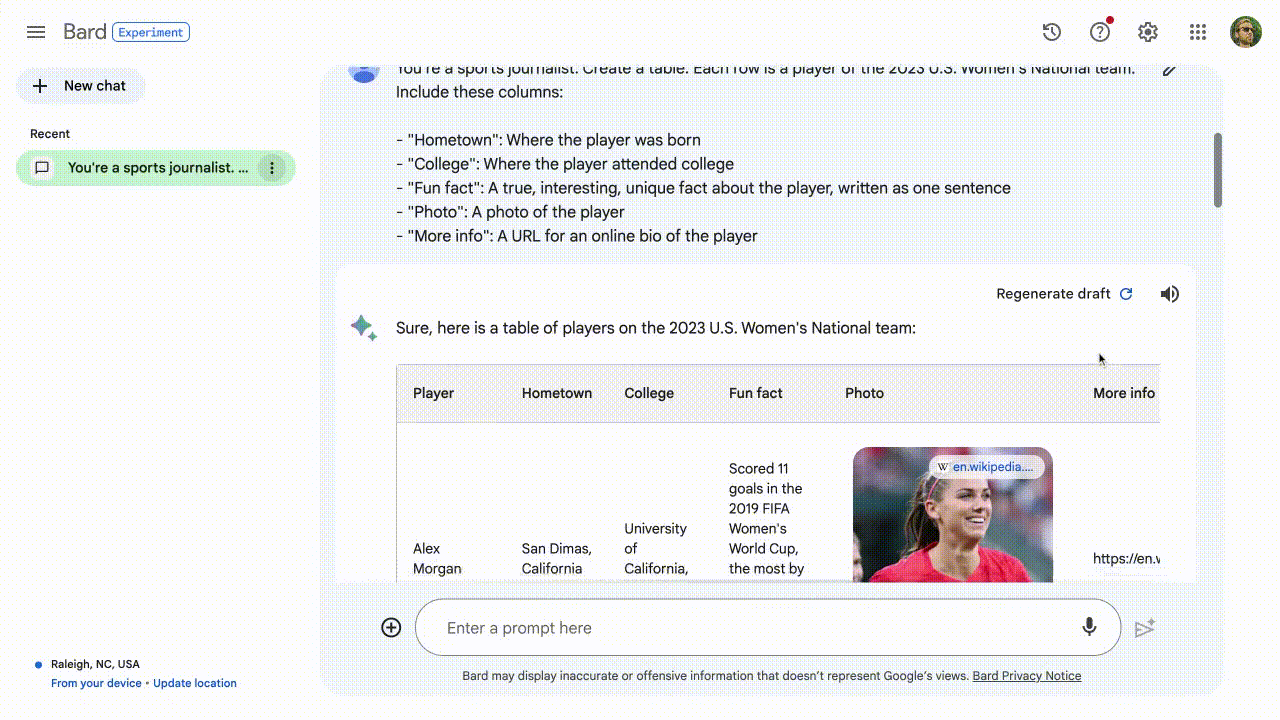 Bard Experiment
New chat
Recent
You're a sports journalist. ...
Raleigh, NC, USA
From your device • Update location
You're a sports journalist. Create a table. Each row is a player of the 2023 U.S. Women's National team.
Include these columns:
- "Hometown": Where the player was born
- "College": Where the player attended college
- "Fun fact": A true, interesting, unique fact about the player, written as one sentence
- "Photo": A photo of the player
- "More info": A URL for an online bio of the player
Regenerate draft
Sure, here is a table of players on the 2023 U.S. Women's National team:
Player Hometown College Fun fact Photo More info
Alex
Morgan
San Dimas,
California
University
of
California,
Scored 11
goals in the
2019 FIFA
Women's
World Cup,
the most by
W en.wikipedia....
https://en.w
Enter a prompt here
Bard may display inaccurate or offensive information that doesn't represent Google's views. Bard Privacy Notice